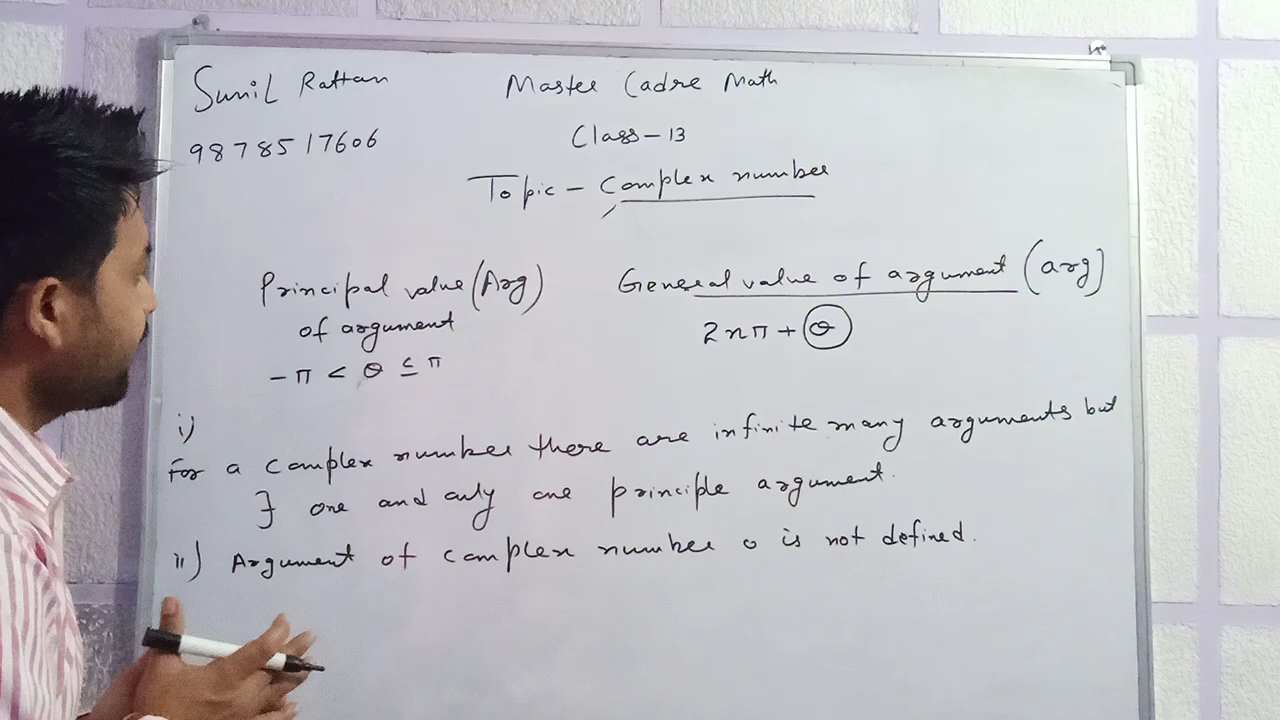 Sunil Rattan
9878517606
Master Cadre Math
Class-13
Topic - Complex number
Principal value (Arg)
of argument
-π < θ ≤ π
General value of argument (arg)
2nπ + θ
i)
For a complex number there are infinite many arguments but
∃ one and only one principle argument.
ii) Argument of complex number 0 is not defined.